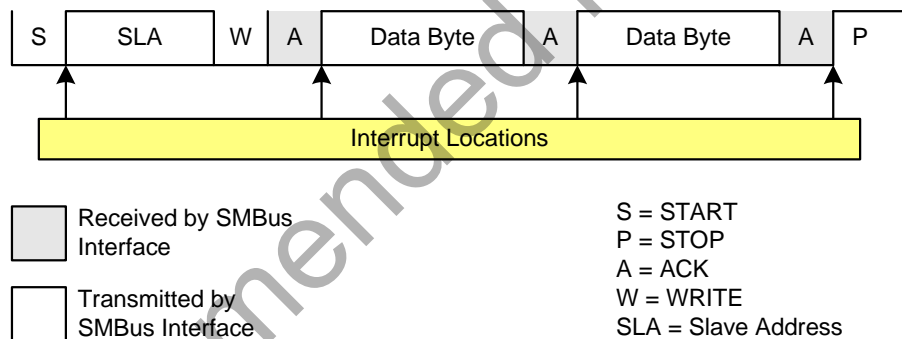 S SLA W A Data Byte A Data Byte A P
Interrupt Locations
Received by SMBus
Interface
Transmitted by
SMBus Interface
S = START
P = STOP
A = ACK
W = WRITE
SLA = Slave Address
mended